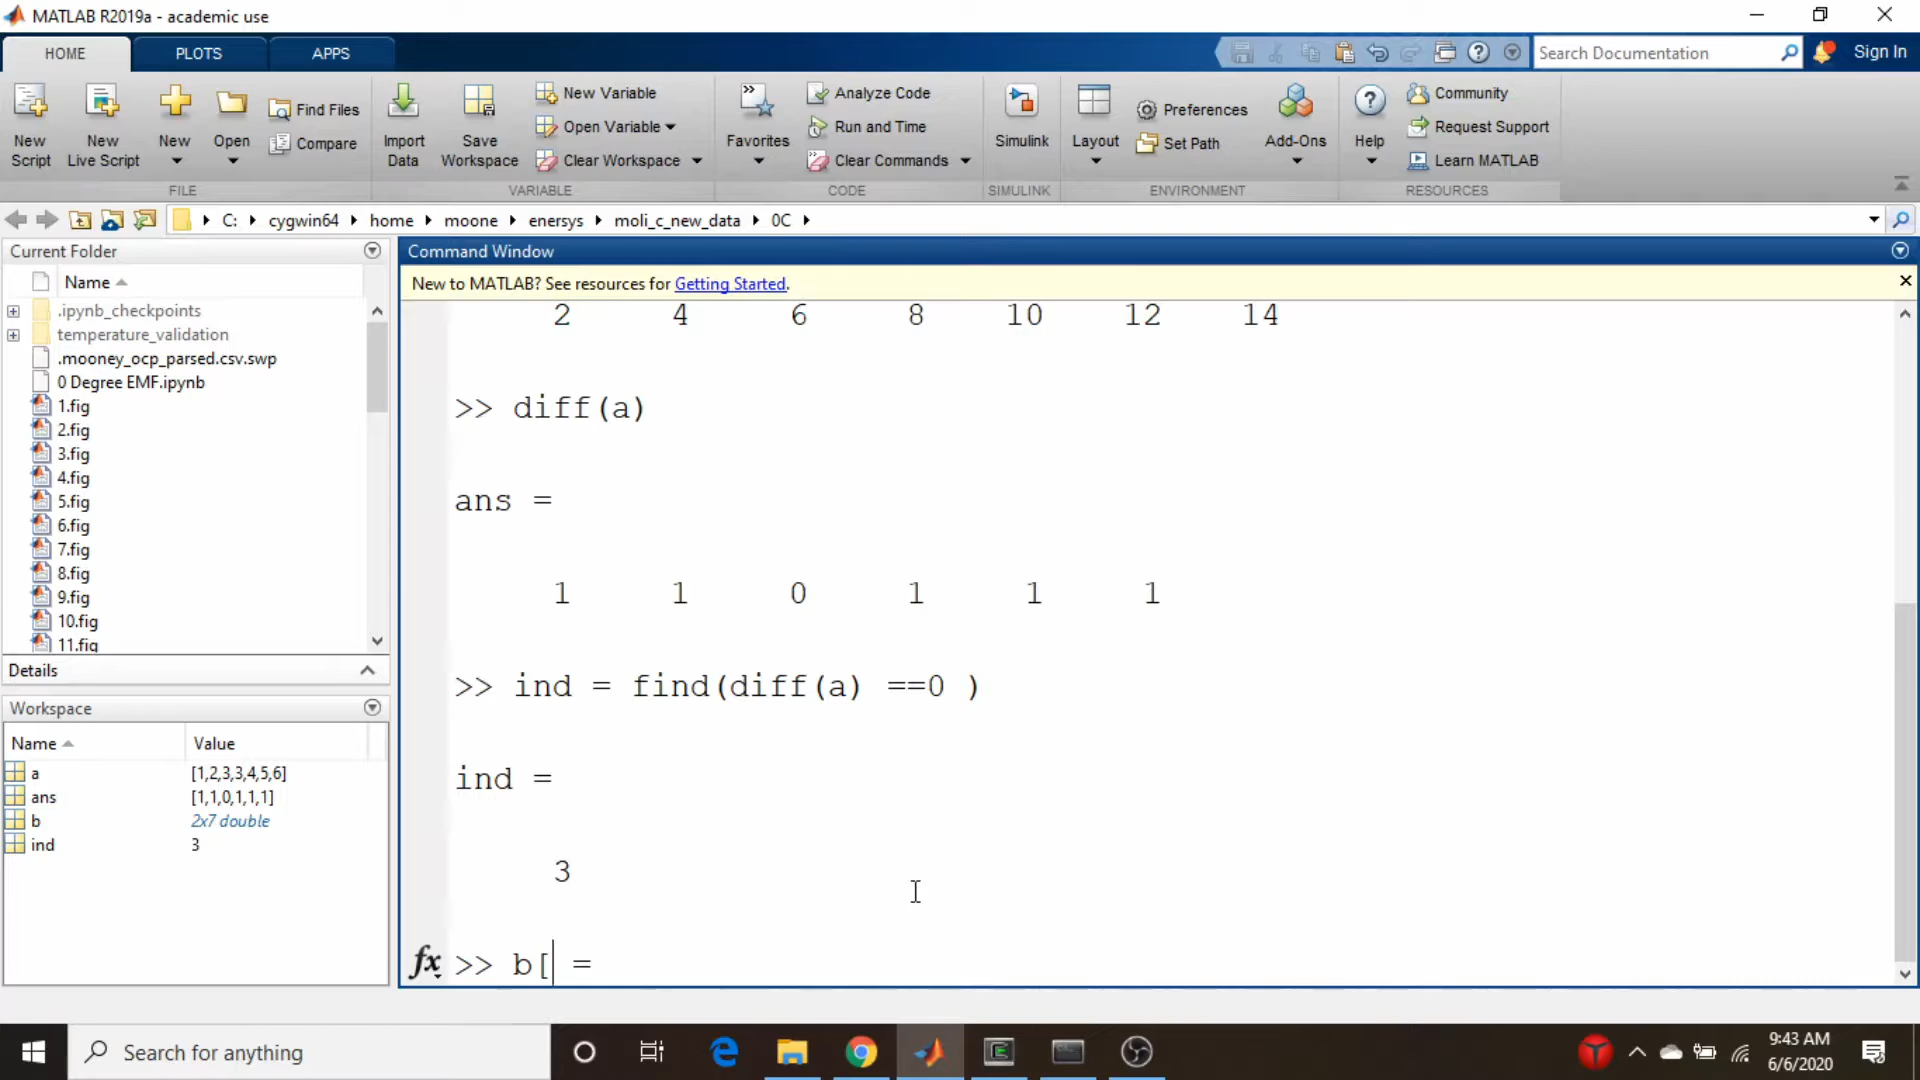 MATLAB R2019a - academic use
HOME PLOTS APPS
Search Documentation
Sign In
New Script
New Live Script
New
Open
Find Files
Compare
Import Data
Save Workspace
New Variable
Open Variable
Clear Workspace
Favorites
Analyze Code
Run and Time
Clear Commands
Simulink
Layout
Preferences
Set Path
Add-Ons
Help
Community
Request Support
Learn MATLAB
FILE VARIABLE CODE SIMULINK ENVIRONMENT RESOURCES
C: cygwin64 home moone enersys moli_c_new_data 0C
Current Folder
Name
.ipynb_checkpoints
temperature_validation
.mooney_ocp_parsed.csv.swp
0 Degree EMF.ipynb
1.fig
2.fig
3.fig
4.fig
5.fig
6.fig
7.fig
8.fig
9.fig
10.fig
11.fig
Details
Workspace
Name Value
a [1,2,3,3,4,5,6]
ans [1,1,0,1,1,1]
b 2x7 double
ind 3
Command Window
New to MATLAB? See resources for Getting Started.
2 4 6 8 10 12 14
>> diff(a)
ans =
1 1 0 1 1 1
>> ind = find(diff(a) ==0 )
ind =
3
fx >> b[ =
Search for anything
9:43 AM
6/6/2020